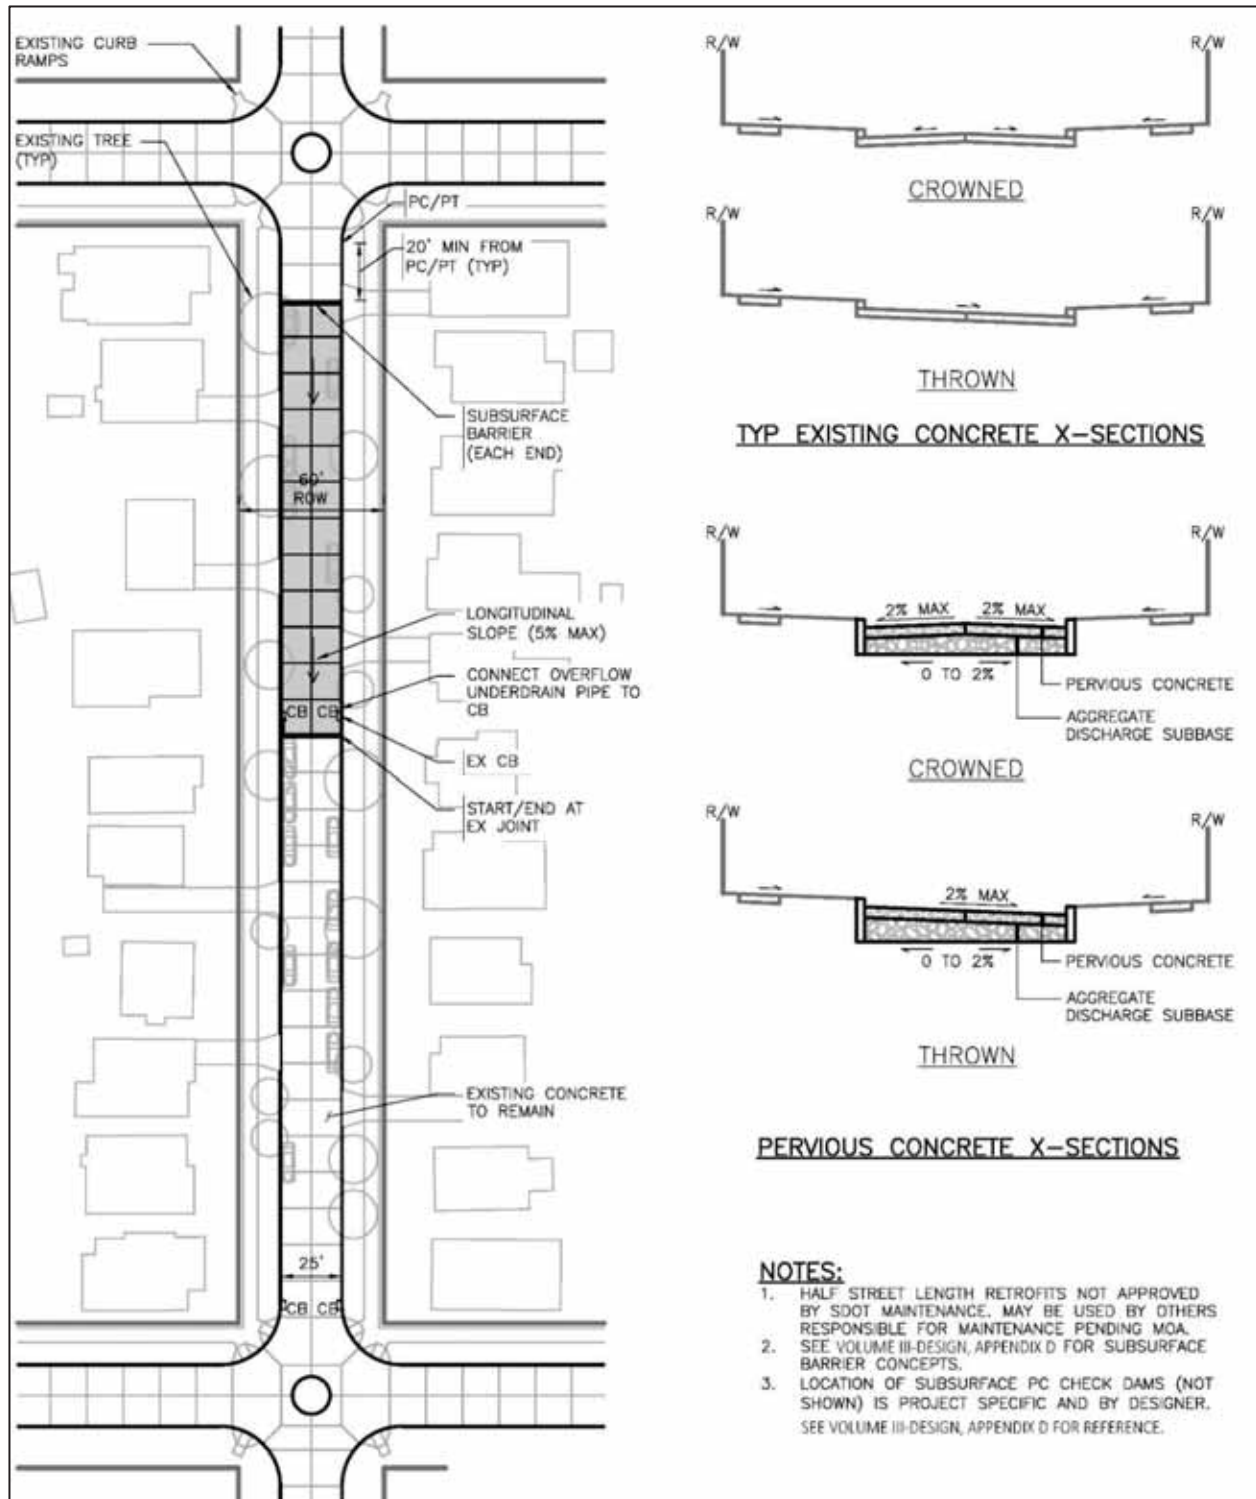 EXISTING CURB
RAMPS
EXISTING TREE
(TYP)
PC/PT
20' MIN FROM
PC/PT (TYP)
SUBSURFACE
BARRIER
(EACH END)
60'
ROW
LONGITUDINAL
SLOPE (5% MAX)
CONNECT OVERFLOW
UNDERDRAIN PIPE TO
CB
CB CB
EX CB
START/END AT
EX JOINT
EXISTING CONCRETE
TO REMAIN
25'
CB CB
R/W R/W
CROWNED
R/W R/W
THROWN
TYP EXISTING CONCRETE X-SECTIONS
R/W R/W
2% MAX 2% MAX
0 TO 2%
PERVIOUS CONCRETE
AGGREGATE
DISCHARGE SUBBASE
CROWNED
R/W R/W
2% MAX
0 TO 2%
PERVIOUS CONCRETE
AGGREGATE
DISCHARGE SUBBASE
THROWN
PERVIOUS CONCRETE X-SECTIONS
NOTES:
1. HALF STREET LENGTH RETROFITS NOT APPROVED
BY SDOT MAINTENANCE. MAY BE USED BY OTHERS
RESPONSIBLE FOR MAINTENANCE PENDING MOA.
2. SEE VOLUME III-DESIGN, APPENDIX D FOR SUBSURFACE
BARRIER CONCEPTS.
3. LOCATION OF SUBSURFACE PC CHECK DAMS (NOT
SHOWN) IS PROJECT SPECIFIC AND BY DESIGNER.
SEE VOLUME III-DESIGN, APPENDIX D FOR REFERENCE.